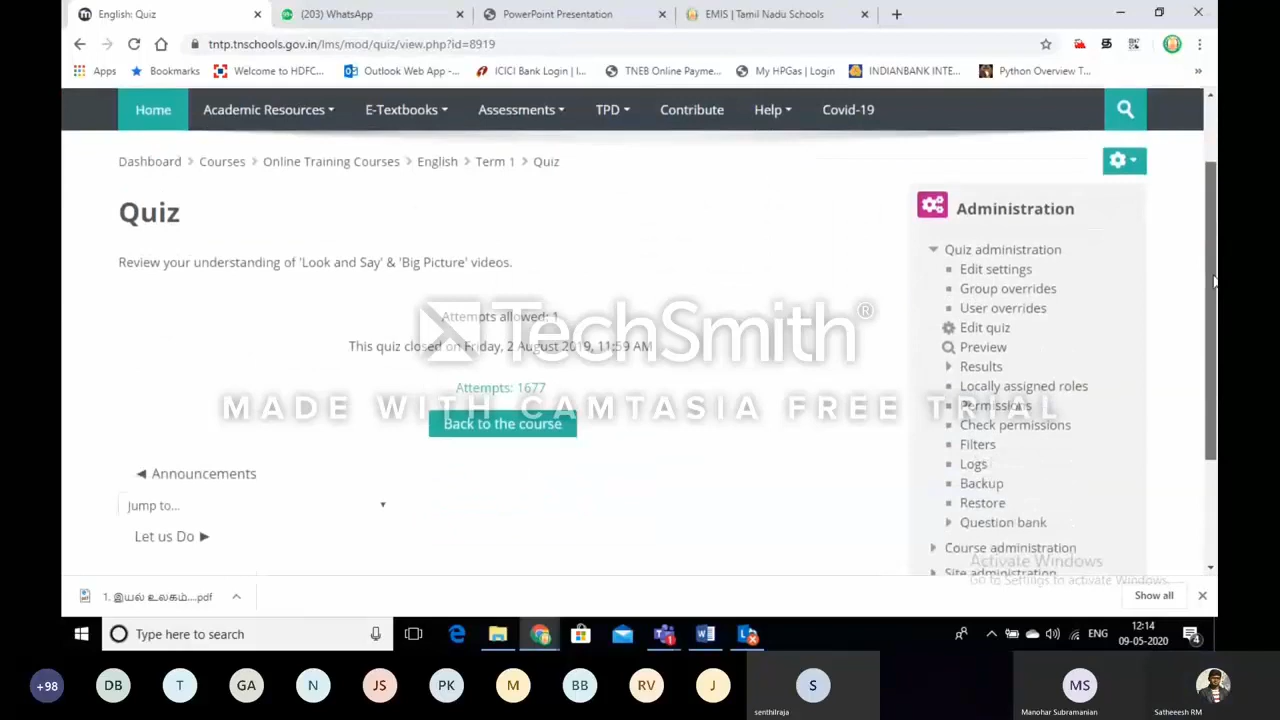 English: Quiz
(203) WhatsApp
PowerPoint Presentation
EMIS | Tamil Nadu Schools
tntp.tnschools.gov.in/lms/mod/quiz/view.php?id=8919
Apps
Bookmarks
Welcome to HDFC...
Outlook Web App -...
ICICI Bank Login | I...
TNEB Online Payme...
My HPGas | Login
INDIANBANK INTE...
Python Overview T...
Home
Academic Resources
E-Textbooks
Assessments
TPD
Contribute
Help
Covid-19
Dashboard > Courses > Online Training Courses > English > Term 1 > Quiz
Quiz
Review your understanding of 'Look and Say' & 'Big Picture' videos.
Attempts allowed: 1
This quiz closed on Friday, 2 August 2019, 11:59 AM
Attempts: 1677
Back to the course
◄ Announcements
Jump to...
Let us Do ►
Administration
Quiz administration
Edit settings
Group overrides
User overrides
Edit quiz
Preview
Results
Locally assigned roles
Permissions
Check permissions
Filters
Logs
Backup
Restore
Question bank
Course administration
Site administration
TechSmith®
MADE WITH CAMTASIA FREE TRIAL
Activate Windows
Go to Settings to activate Windows.
1. இயல் உலகம்....pdf
Show all
Type here to search
ENG
12:14
09-05-2020
4
+98
DB
T
GA
N
JS
PK
M
BB
RV
J
S
senthilraja
MS
Manohar Subramanian
Satheeesh RM